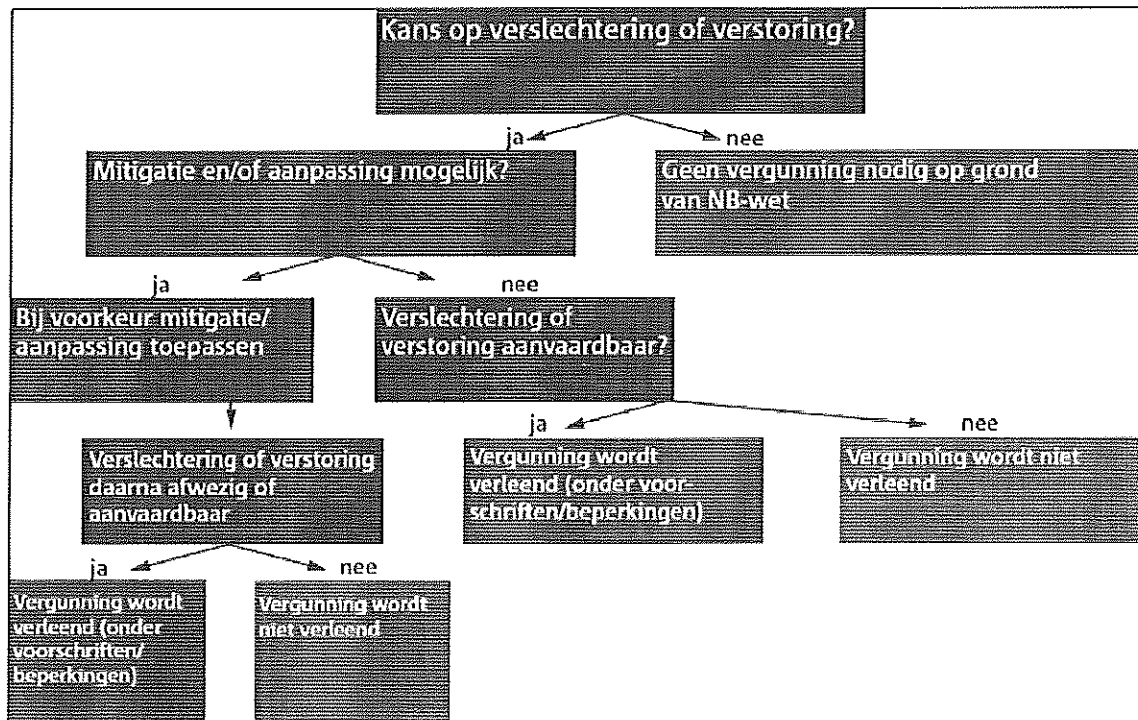 Kans op verslechtering of verstoring?
ja
nee
Mitigatie en/of aanpassing mogelijk?
Geen vergunning nodig op grond
van NB-wet
ja
nee
Bij voorkeur mitigatie/
aanpassing toepassen
Verslechtering of
verstoring aanvaardbaar?
ja
nee
Verslechtering of verstoring
daarna afwezig of
aanvaardbaar
Vergunning wordt
verleend (onder voor-
schriften/beperkingen)
Vergunning wordt niet
verleend
ja
nee
Vergunning wordt
verleend (onder
voorschriften/
beperkingen)
Vergunning wordt
niet verleend